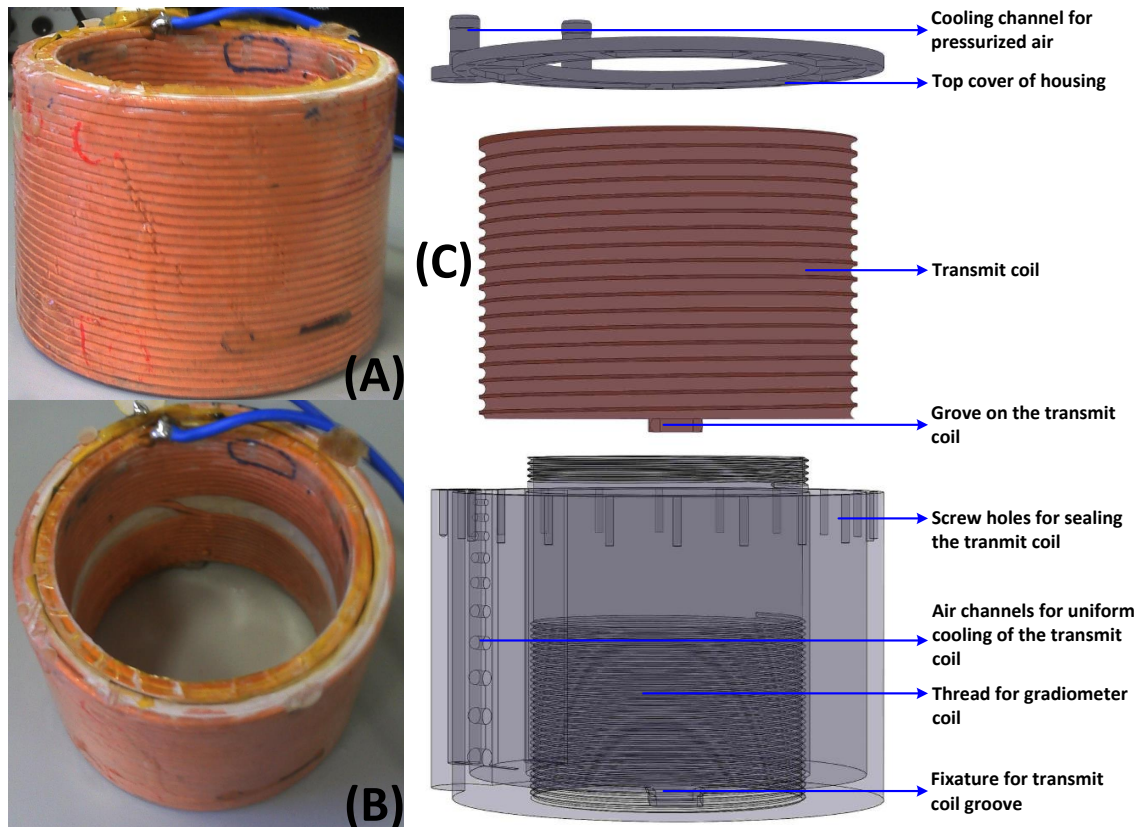 Cooling channel for
pressurized air
Top cover of housing
(C)
Transmit coil
(A)
Grove on the transmit
coil
Screw holes for sealing
the tranmit coil
Air channels for uniform
cooling of the transmit
coil
Thread for gradiometer
coil
Fixature for transmit
coil groove
(B)